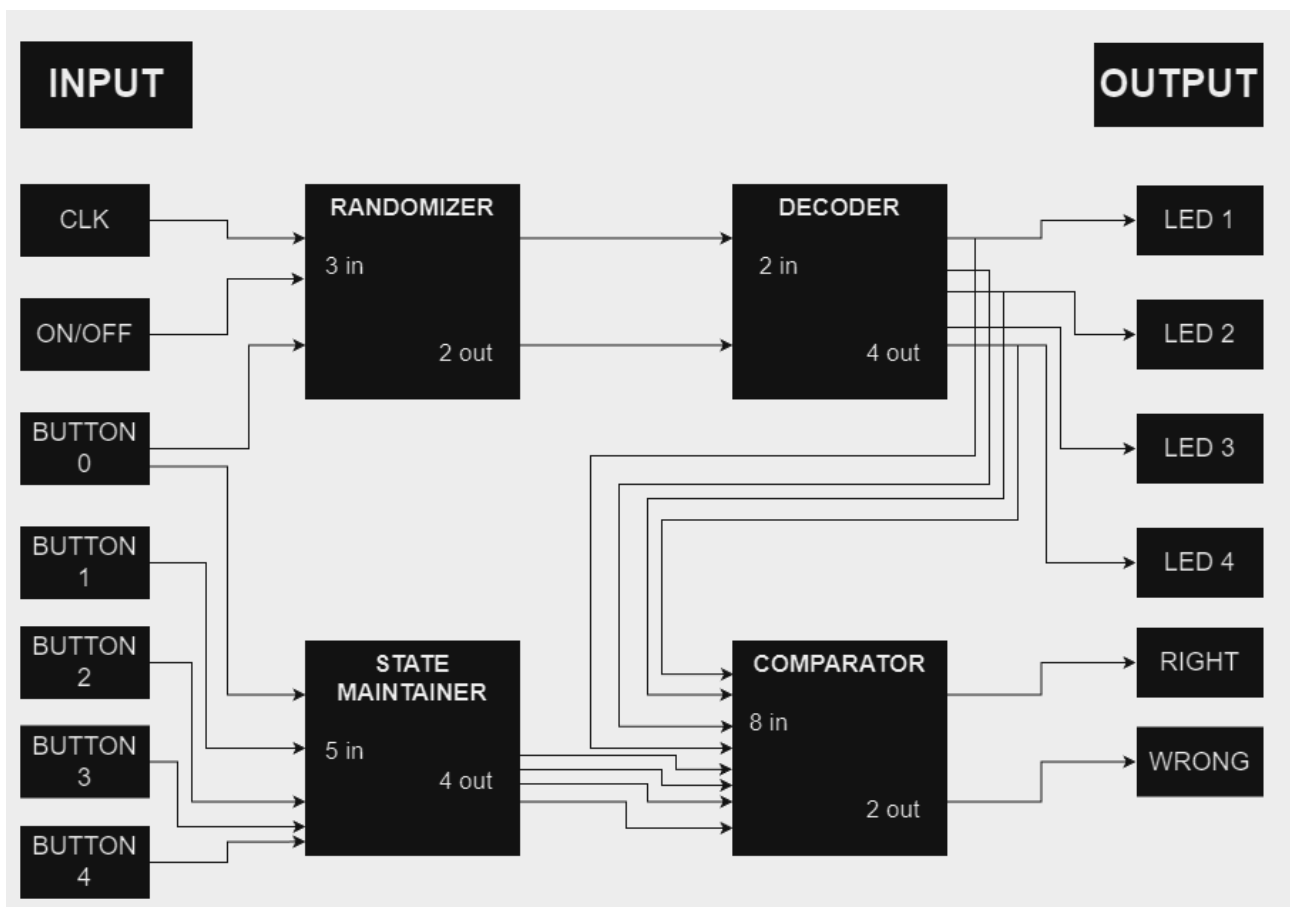 INPUT
OUTPUT
CLK
ON/OFF
BUTTON
0
BUTTON
1
BUTTON
2
BUTTON
3
BUTTON
4
RANDOMIZER
3 in
2 out
STATE
MAINTAINER
5 in
4 out
DECODER
2 in
4 out
COMPARATOR
8 in
2 out
LED 1
LED 2
LED 3
LED 4
RIGHT
WRONG